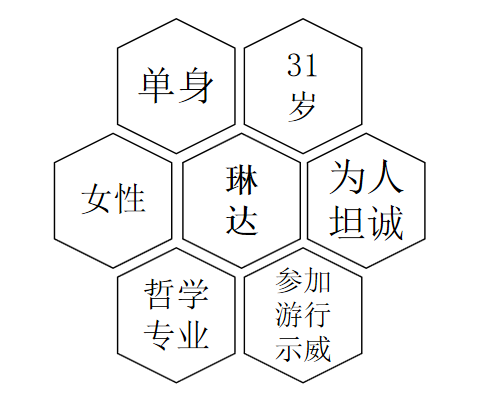 单身
31
岁
女性
琳
达
为人
坦诚
哲学
专业
参加
游行
示威